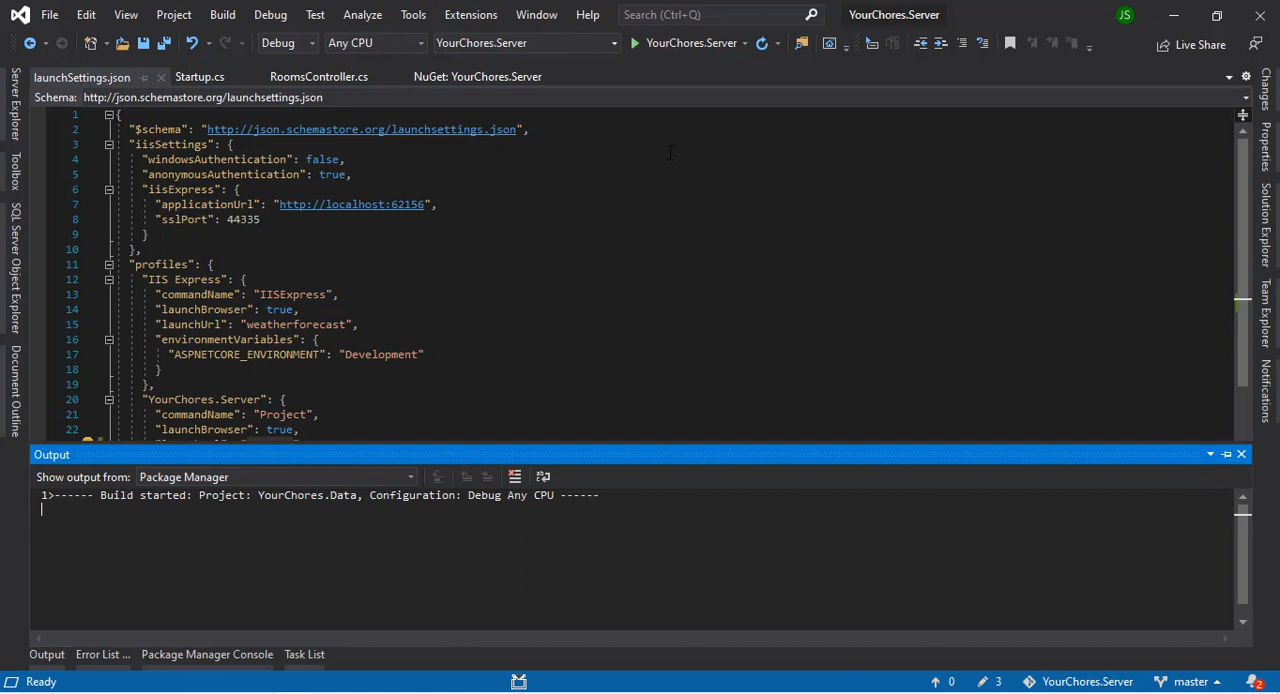 File Edit View Project Build Debug Test Analyze Tools Extensions Window Help Search (Ctrl+Q) YourChores.Server JS
Debug Any CPU YourChores.Server YourChores.Server Live Share
launchSettings.json Startup.cs RoomsController.cs NuGet: YourChores.Server
Schema: http://json.schemastore.org/launchsettings.json
1 {
2 "$schema": "http://json.schemastore.org/launchsettings.json",
3 "iisSettings": {
4 "windowsAuthentication": false,
5 "anonymousAuthentication": true,
6 "iisExpress": {
7 "applicationUrl": "http://localhost:62156",
8 "sslPort": 44335
9 }
10 },
11 "profiles": {
12 "IIS Express": {
13 "commandName": "IISExpress",
14 "launchBrowser": true,
15 "launchUrl": "weatherforecast",
16 "environmentVariables": {
17 "ASPNETCORE_ENVIRONMENT": "Development"
18 }
19 },
20 "YourChores.Server": {
21 "commandName": "Project",
22 "launchBrowser": true,
Server Explorer
Toolbox
SQL Server Object Explorer
Document Outline
Changes
Properties
Solution Explorer
Team Explorer
Notifications
Output
Show output from: Package Manager
1>------ Build started: Project: YourChores.Data, Configuration: Debug Any CPU ------
Output Error List ... Package Manager Console Task List
Ready 0 3 YourChores.Server master 2